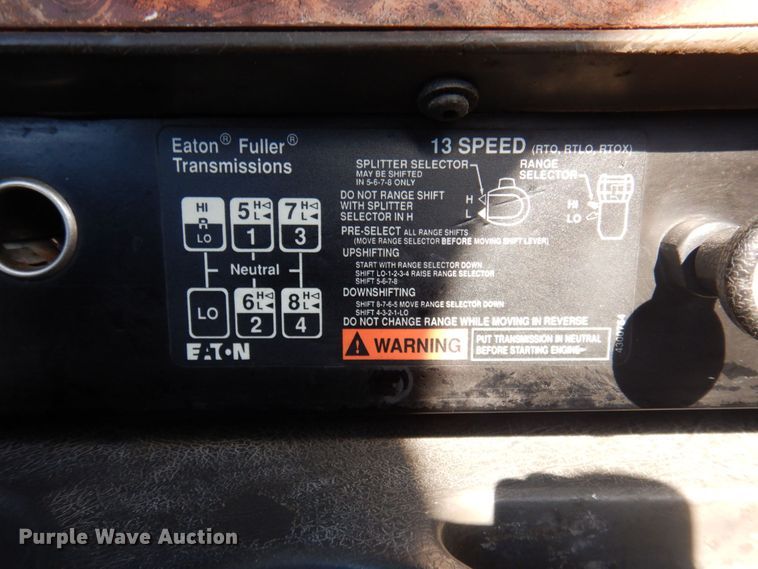 Eaton® Fuller®
Transmissions
13 SPEED (RTO, RTLO, RTOX)
SPLITTER SELECTOR
MAY BE SHIFTED
IN 5-6-7-8 ONLY
RANGE
SELECTOR
DO NOT RANGE SHIFT
WITH SPLITTER
SELECTOR IN H
H
L
HI
LO
PRE-SELECT ALL RANGE SHIFTS
(MOVE RANGE SELECTOR BEFORE MOVING SHIFT LEVER)
UPSHIFTING
START WITH RANGE SELECTOR DOWN
SHIFT LO-1-2-3-4 RAISE RANGE SELECTOR
SHIFT 5-6-7-8
DOWNSHIFTING
SHIFT 8-7-6-5 MOVE RANGE SELECTOR DOWN
SHIFT 4-3-2-1-LO
DO NOT CHANGE RANGE WHILE MOVING IN REVERSE
WARNING
PUT TRANSMISSION IN NEUTRAL
BEFORE STARTING ENGINE
HI
R
LO
5 H L
1
7 H L
3
Neutral
LO
6 H L
2
8 H L
4
EATON
Purple Wave Auction